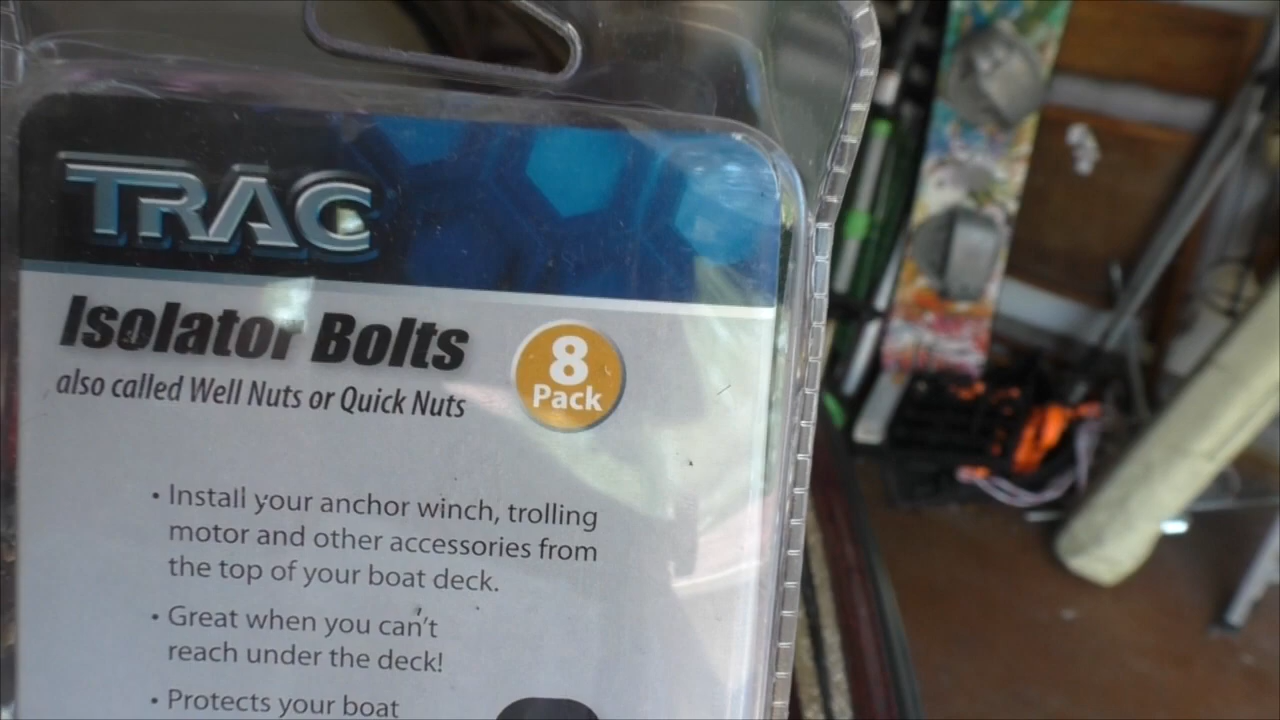 TRAC
Isolator Bolts
also called Well Nuts or Quick Nuts
8
Pack
• Install your anchor winch, trolling
motor and other accessories from
the top of your boat deck.
• Great when you can't
reach under the deck!
• Protects your boat